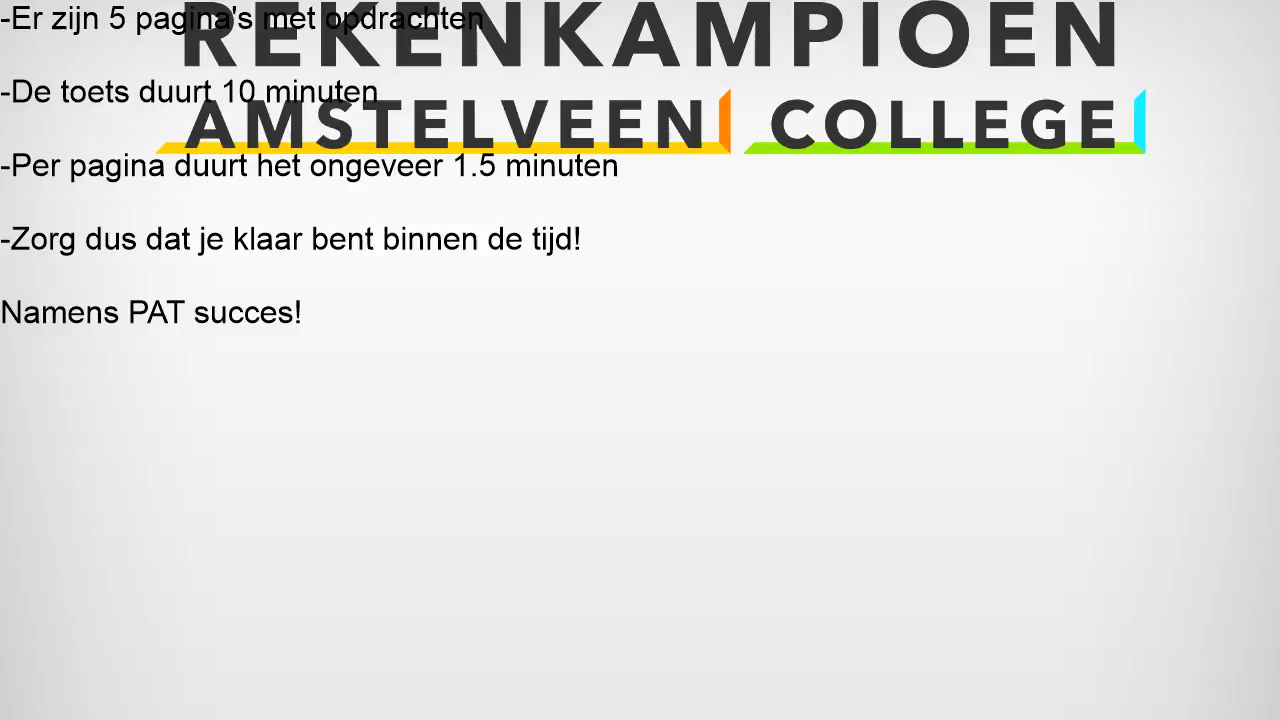 -Er zijn 5 pagina's met opdrachten
REKENKAMPIOEN
-De toets duurt 10 minuten
AMSTELVEEN COLLEGE
-Per pagina duurt het ongeveer 1.5 minuten
-Zorg dus dat je klaar bent binnen de tijd!
Namens PAT succes!